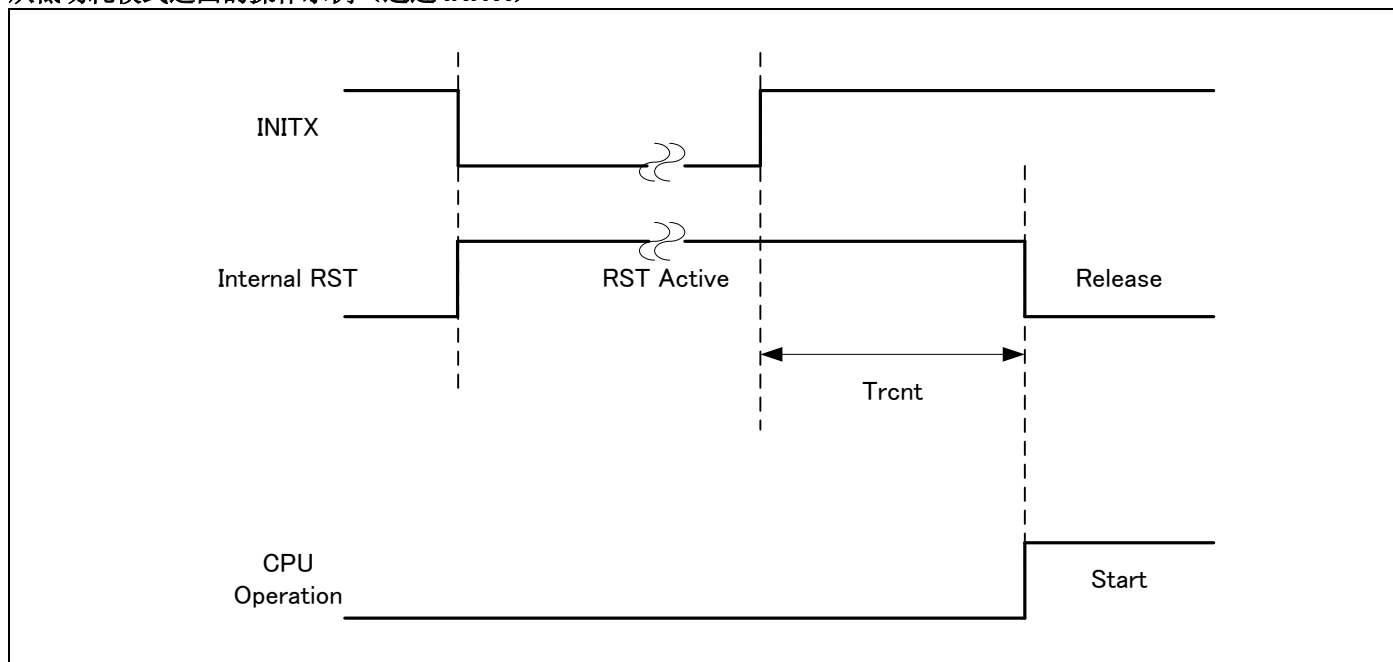 INITX
Internal RST
RST Active
Release
Trcnt
CPU
Operation
Start